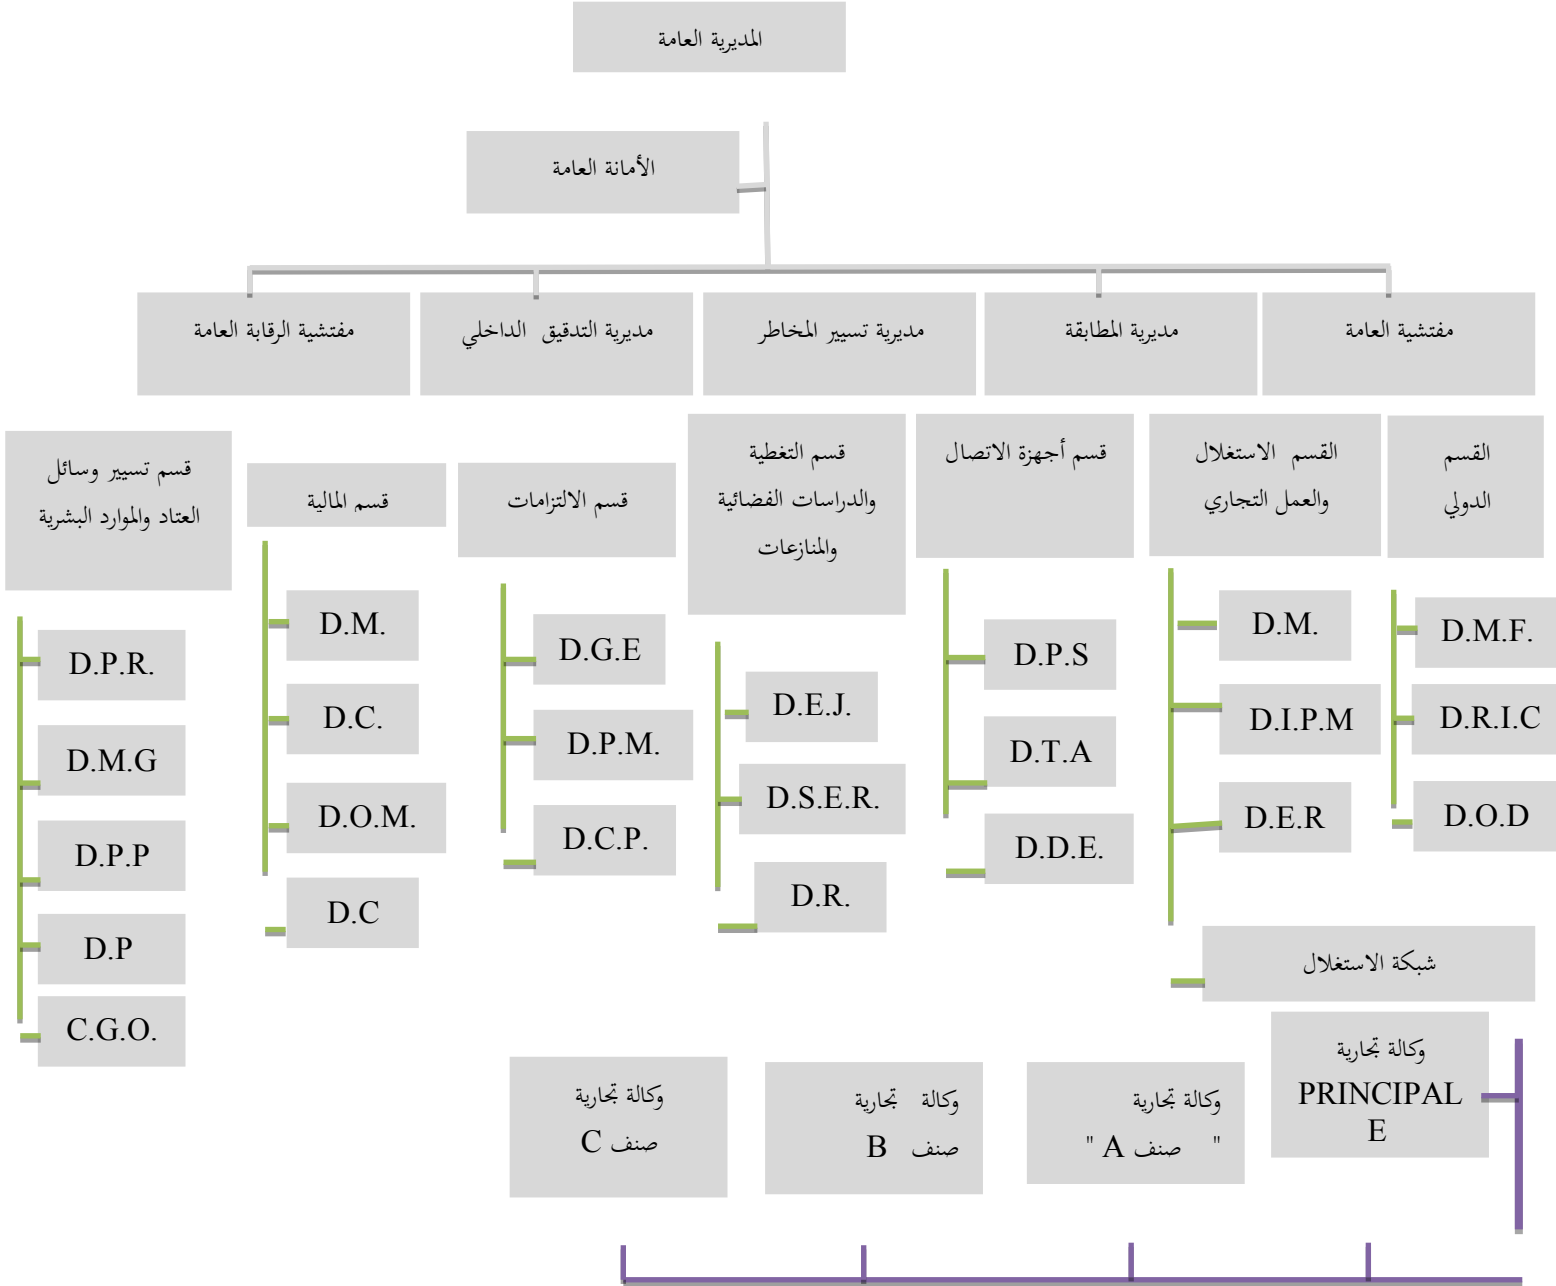 المديرية العامة
الأمانة العامة
مفتشية العامة
مديرية المطابقة
مديرية تسيير المخاطر
مديرية التدقيق الداخلي
مفتشية الرقابة العامة
القسم
الدولي
D.M.F.
D.R.I.C
D.O.D
القسم الاستغلال
والعمل التجاري
D.M.
D.I.P.M
D.E.R
شبكة الاستغلال
قسم أجهزة الاتصال
D.P.S
D.T.A
D.D.E.
قسم التغطية
والدراسات الفضائية
والمنازعات
D.E.J.
D.S.E.R.
D.R.
قسم الالتزامات
D.G.E
D.P.M.
D.C.P.
قسم المالية
D.M.
D.C.
D.O.M.
D.C
قسم تسيير وسائل
العتاد والموارد البشرية
D.P.R.
D.M.G
D.P.P
D.P
C.G.O.
وكالة تجارية
PRINCIPAL
E
وكالة تجارية
" صنف A "
وكالة تجارية
صنف B
وكالة تجارية
صنف C